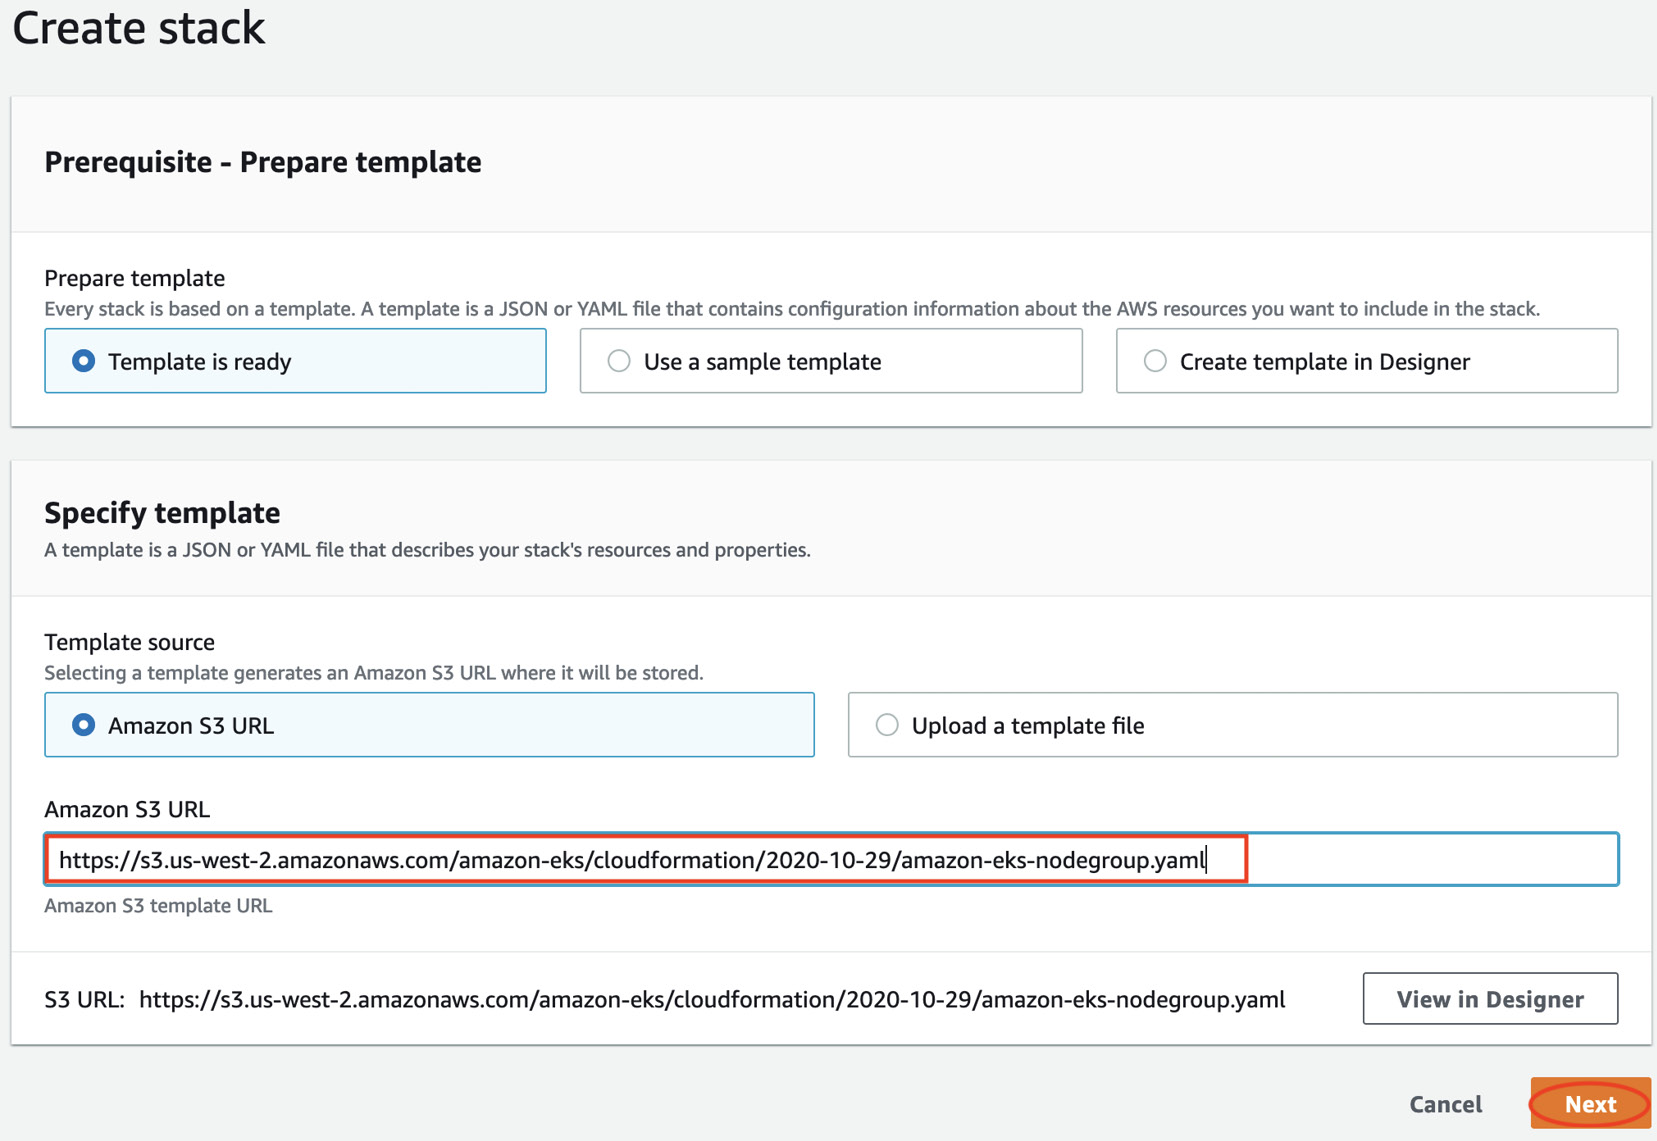 Create stack
Prerequisite - Prepare template
Prepare template
Every stack is based on a template. A template is a JSON or YAML file that contains configuration information about the AWS resources you want to include in the stack.
Template is ready
Use a sample template
Create template in Designer
Specify template
A template is a JSON or YAML file that describes your stack's resources and properties.
Template source
Selecting a template generates an Amazon S3 URL where it will be stored.
Amazon S3 URL
Upload a template file
Amazon S3 URL
https://s3.us-west-2.amazonaws.com/amazon-eks/cloudformation/2020-10-29/amazon-eks-nodegroup.yaml
Amazon S3 template URL
S3 URL: https://s3.us-west-2.amazonaws.com/amazon-eks/cloudformation/2020-10-29/amazon-eks-nodegroup.yaml
View in Designer
Cancel
Next